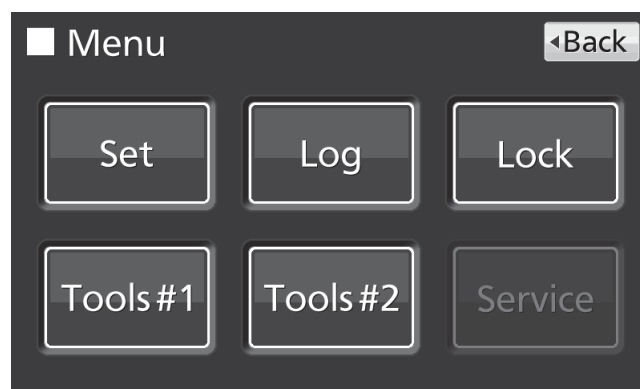 Menu
Back
Set
Log
Lock
Tools #1
Tools #2
Service